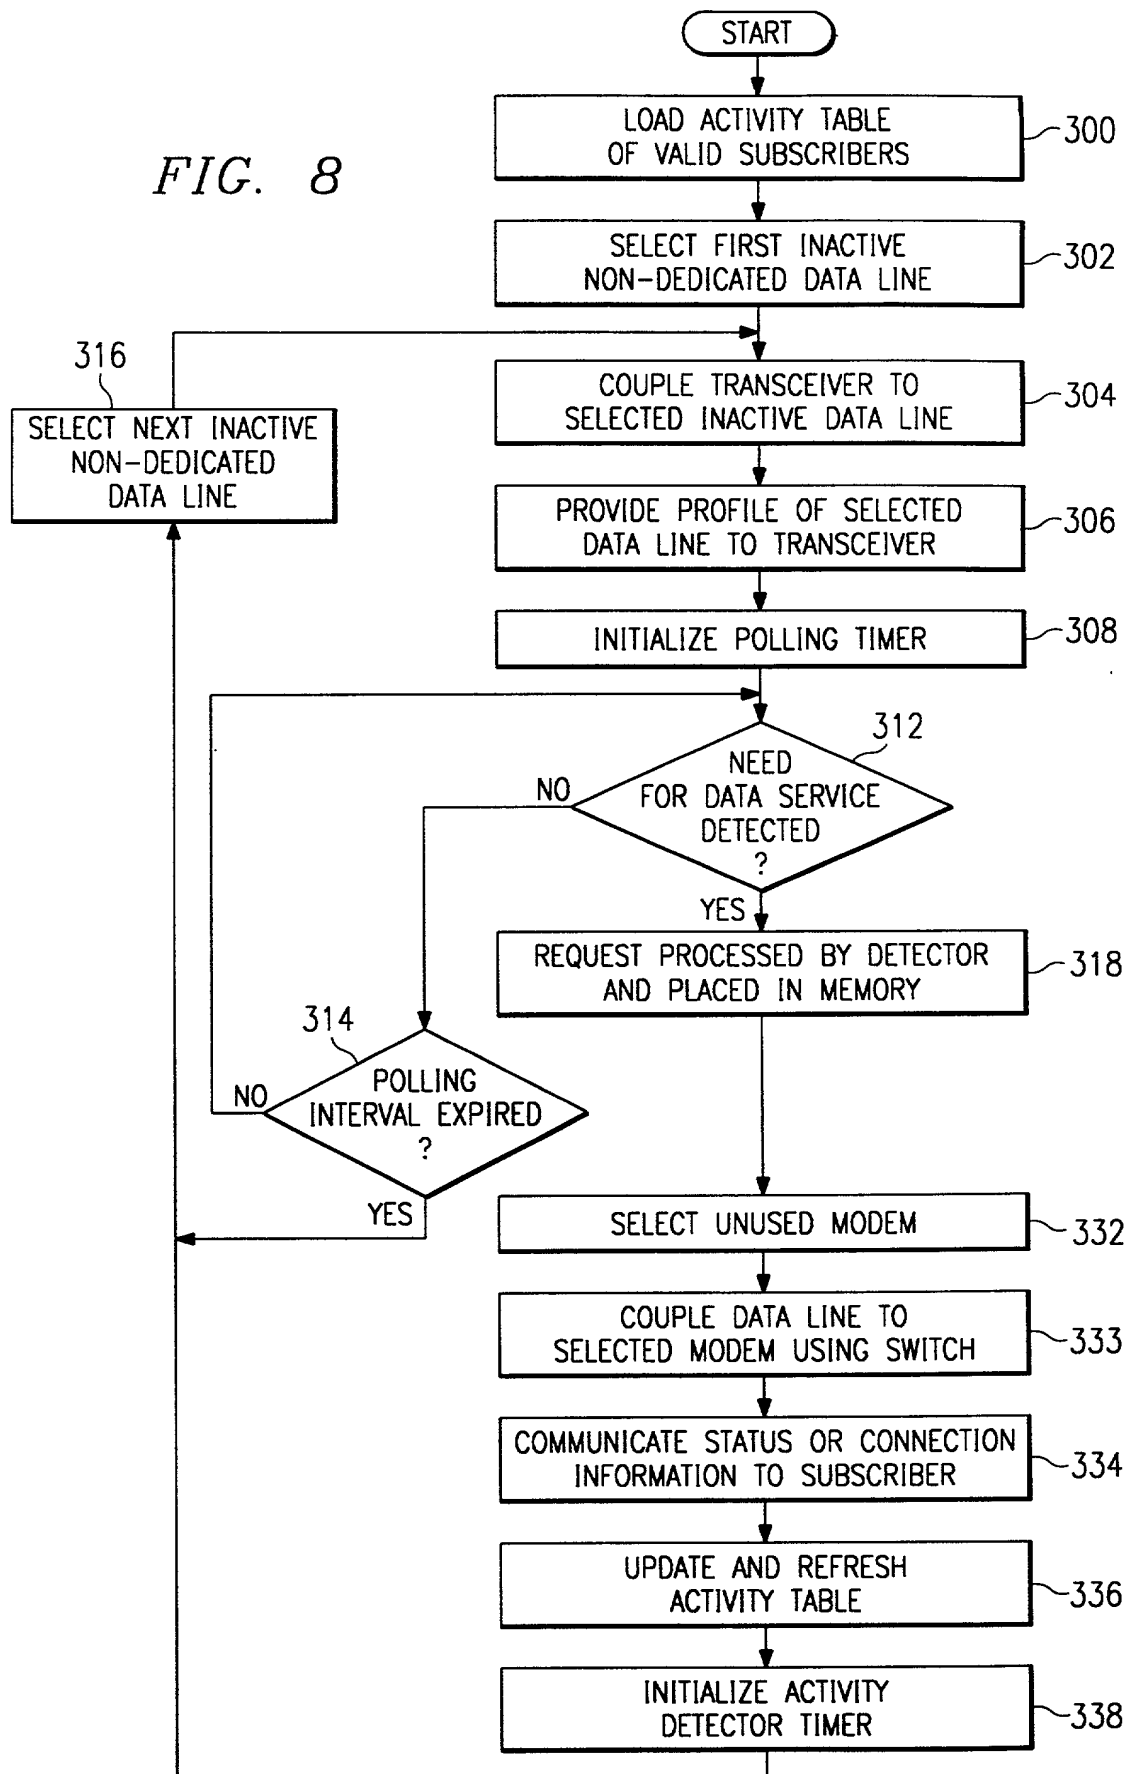 START
LOAD ACTIVITY TABLE
OF VALID SUBSCRIBERS
300
FIG. 8
SELECT FIRST INACTIVE
NON-DEDICATED DATA LINE
302
316
SELECT NEXT INACTIVE
NON-DEDICATED
DATA LINE
COUPLE TRANSCEIVER TO
SELECTED INACTIVE DATA LINE
304
PROVIDE PROFILE OF SELECTED
DATA LINE TO TRANSCEIVER
306
INITIALIZE POLLING TIMER
308
312
NEED
FOR DATA SERVICE
DETECTED
?
NO
YES
REQUEST PROCESSED BY DETECTOR
AND PLACED IN MEMORY
318
314
POLLING
INTERVAL EXPIRED
?
NO
YES
SELECT UNUSED MODEM
332
COUPLE DATA LINE TO
SELECTED MODEM USING SWITCH
333
COMMUNICATE STATUS OR CONNECTION
INFORMATION TO SUBSCRIBER
334
UPDATE AND REFRESH
ACTIVITY TABLE
336
INITIALIZE ACTIVITY
DETECTOR TIMER
338